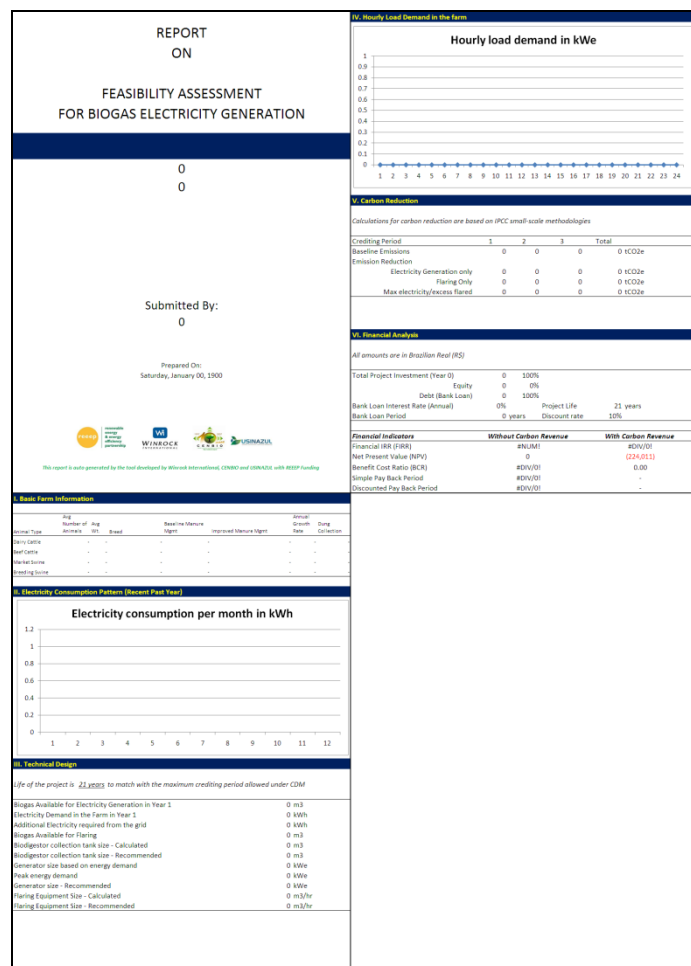 REPORT
ON
FEASIBILITY ASSESSMENT
FOR BIOGAS ELECTRICITY GENERATION
0
0
Submitted By:
0
Prepared On:
Saturday, January 00, 1900
reeep renewable energy & energy efficiency partnership
WINROCK
INTERNATIONAL
CENBIO
USINAZUL
This report is auto generated by the tool developed by Winrock International, CENBIO and USINAZUL with REEEP Funding
I. Basic Farm Information
Animal Type Avg Number of Animals Avg Wt. Breed Baseline Manure Mgmt Improved Manure Mgmt Annual Growth Rate Dung Collection
Dairy Cattle - - - - - -
Beef Cattle - - - - - -
Market Swine - - - - - -
Breeding Swine - - - - - -
II. Electricity Consumption Pattern (Recent Past Year)
Electricity consumption per month in kWh
1.2
1
0.8
0.6
0.4
0.2
0
1 2 3 4 5 6 7 8 9 10 11 12
III. Technical Design
Life of the project is 21 years to match with the maximum crediting period allowed under CDM
Biogas Available for Electricity Generation in Year 1 0 m3
Electricity Demand in the Farm in Year 1 0 kWh
Additional Electricity required from the grid 0 kWh
Biogas Available for Flaring 0 m3
Biodigestor collection tank size - Calculated 0 m3
Biodigestor collection tank size - Recommended 0 m3
Generator size based on energy demand 0 kWe
Peak energy demand 0 kWe
Generator size - Recommended 0 kWe
Flaring Equipment Size - Calculated 0 m3/hr
Flaring Equipment Size - Recommended 0 m3/hr
IV. Hourly Load Demand in the farm
Hourly load demand in kWe
1
0.9
0.8
0.7
0.6
0.5
0.4
0.3
0.2
0.1
0
1 2 3 4 5 6 7 8 9 10 11 12 13 14 15 16 17 18 19 20 21 22 23 24
V. Carbon Reduction
Calculations for carbon reduction are based on IPCC small-scale methodologies
Crediting Period 1 2 3 Total
Baseline Emissions 0 0 0 0 tCO2e
Emission Reduction
Electricity Generation only 0 0 0 0 tCO2e
Flaring Only 0 0 0 0 tCO2e
Max electricity/excess flared 0 0 0 0 tCO2e
VI. Financial Analysis
All amounts are in Brazilian Real (R$)
Total Project Investment (Year 0) 0 100%
Equity 0 0%
Debt (Bank Loan) 0 100%
Bank Loan Interest Rate (Annual) 0% Project Life 21 years
Bank Loan Period 0 years Discount rate 10%
Financial Indicators Without Carbon Revenue With Carbon Revenue
Financial IRR (FIRR) #NUM! #DIV/0!
Net Present Value (NPV) 0 (224,011)
Benefit Cost Ratio (BCR) #DIV/0! 0.00
Simple Pay Back Period #DIV/0! -
Discounted Pay Back Period #DIV/0! -